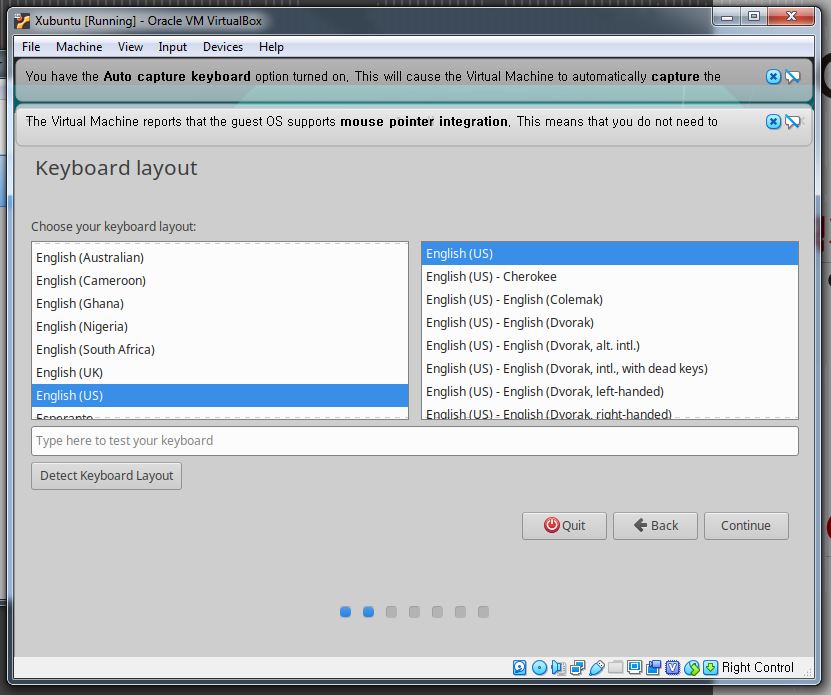 Xubuntu [Running] - Oracle VM VirtualBox
File Machine View Input Devices Help
You have the Auto capture keyboard option turned on. This will cause the Virtual Machine to automatically capture the
The Virtual Machine reports that the guest OS supports mouse pointer integration. This means that you do not need to
Keyboard layout
Choose your keyboard layout:
English (Australian)
English (Cameroon)
English (Ghana)
English (Nigeria)
English (South Africa)
English (UK)
English (US)
Esperanto
English (US)
English (US) - Cherokee
English (US) - English (Colemak)
English (US) - English (Dvorak)
English (US) - English (Dvorak, alt. intl.)
English (US) - English (Dvorak, intl., with dead keys)
English (US) - English (Dvorak, left-handed)
English (US) - English (Dvorak, right-handed)
Type here to test your keyboard
Detect Keyboard Layout
Quit Back Continue
Right Control